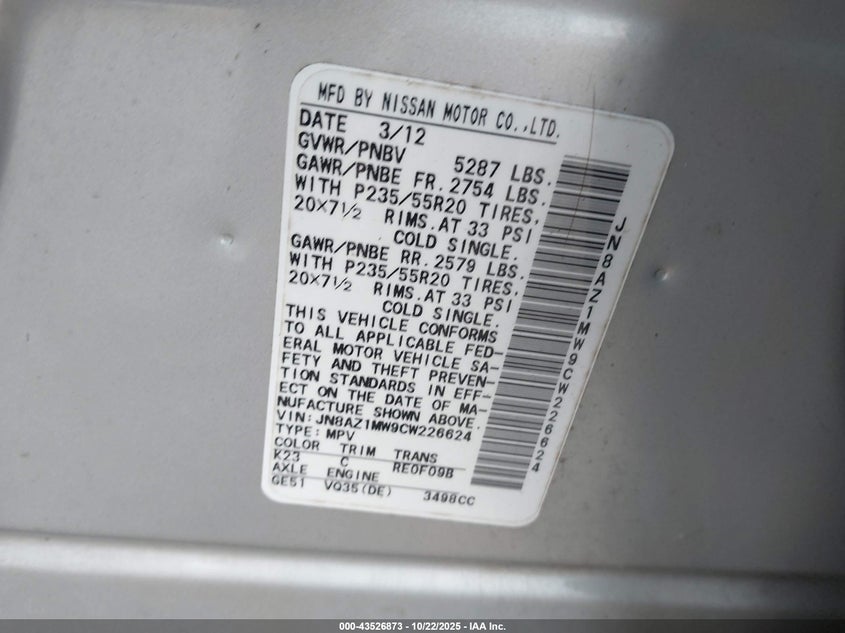 MFD BY NISSAN MOTOR CO.,LTD.
DATE 3/12
GVWR/PNBV 5287 LBS.
GAWR/PNBE FR. 2754 LBS.
WITH P235/55R20 TIRES.
20X7½ RIMS.AT 33 PSI
COLD SINGLE.
GAWR/PNBE RR. 2579 LBS.
WITH P235/55R20 TIRES.
20X7½ RIMS.AT 33 PSI
COLD SINGLE.
THIS VEHICLE CONFORMS
TO ALL APPLICABLE FED-
ERAL MOTOR VEHICLE SA-
FETY AND THEFT PREVEN-
TION STANDARDS IN EFF-
ECT ON THE DATE OF MA-
NUFACTURE SHOWN ABOVE.
VIN:JN8AZ1MW9CW226624
TYPE:MPV
COLOR TRIM TRANS
K23 C RE0F09B
AXLE ENGINE
GE51 VQ35(DE) 3498CC
JN8AZ1MW9CW226624
000-43526873 - 10/22/2025 - IAA Inc.